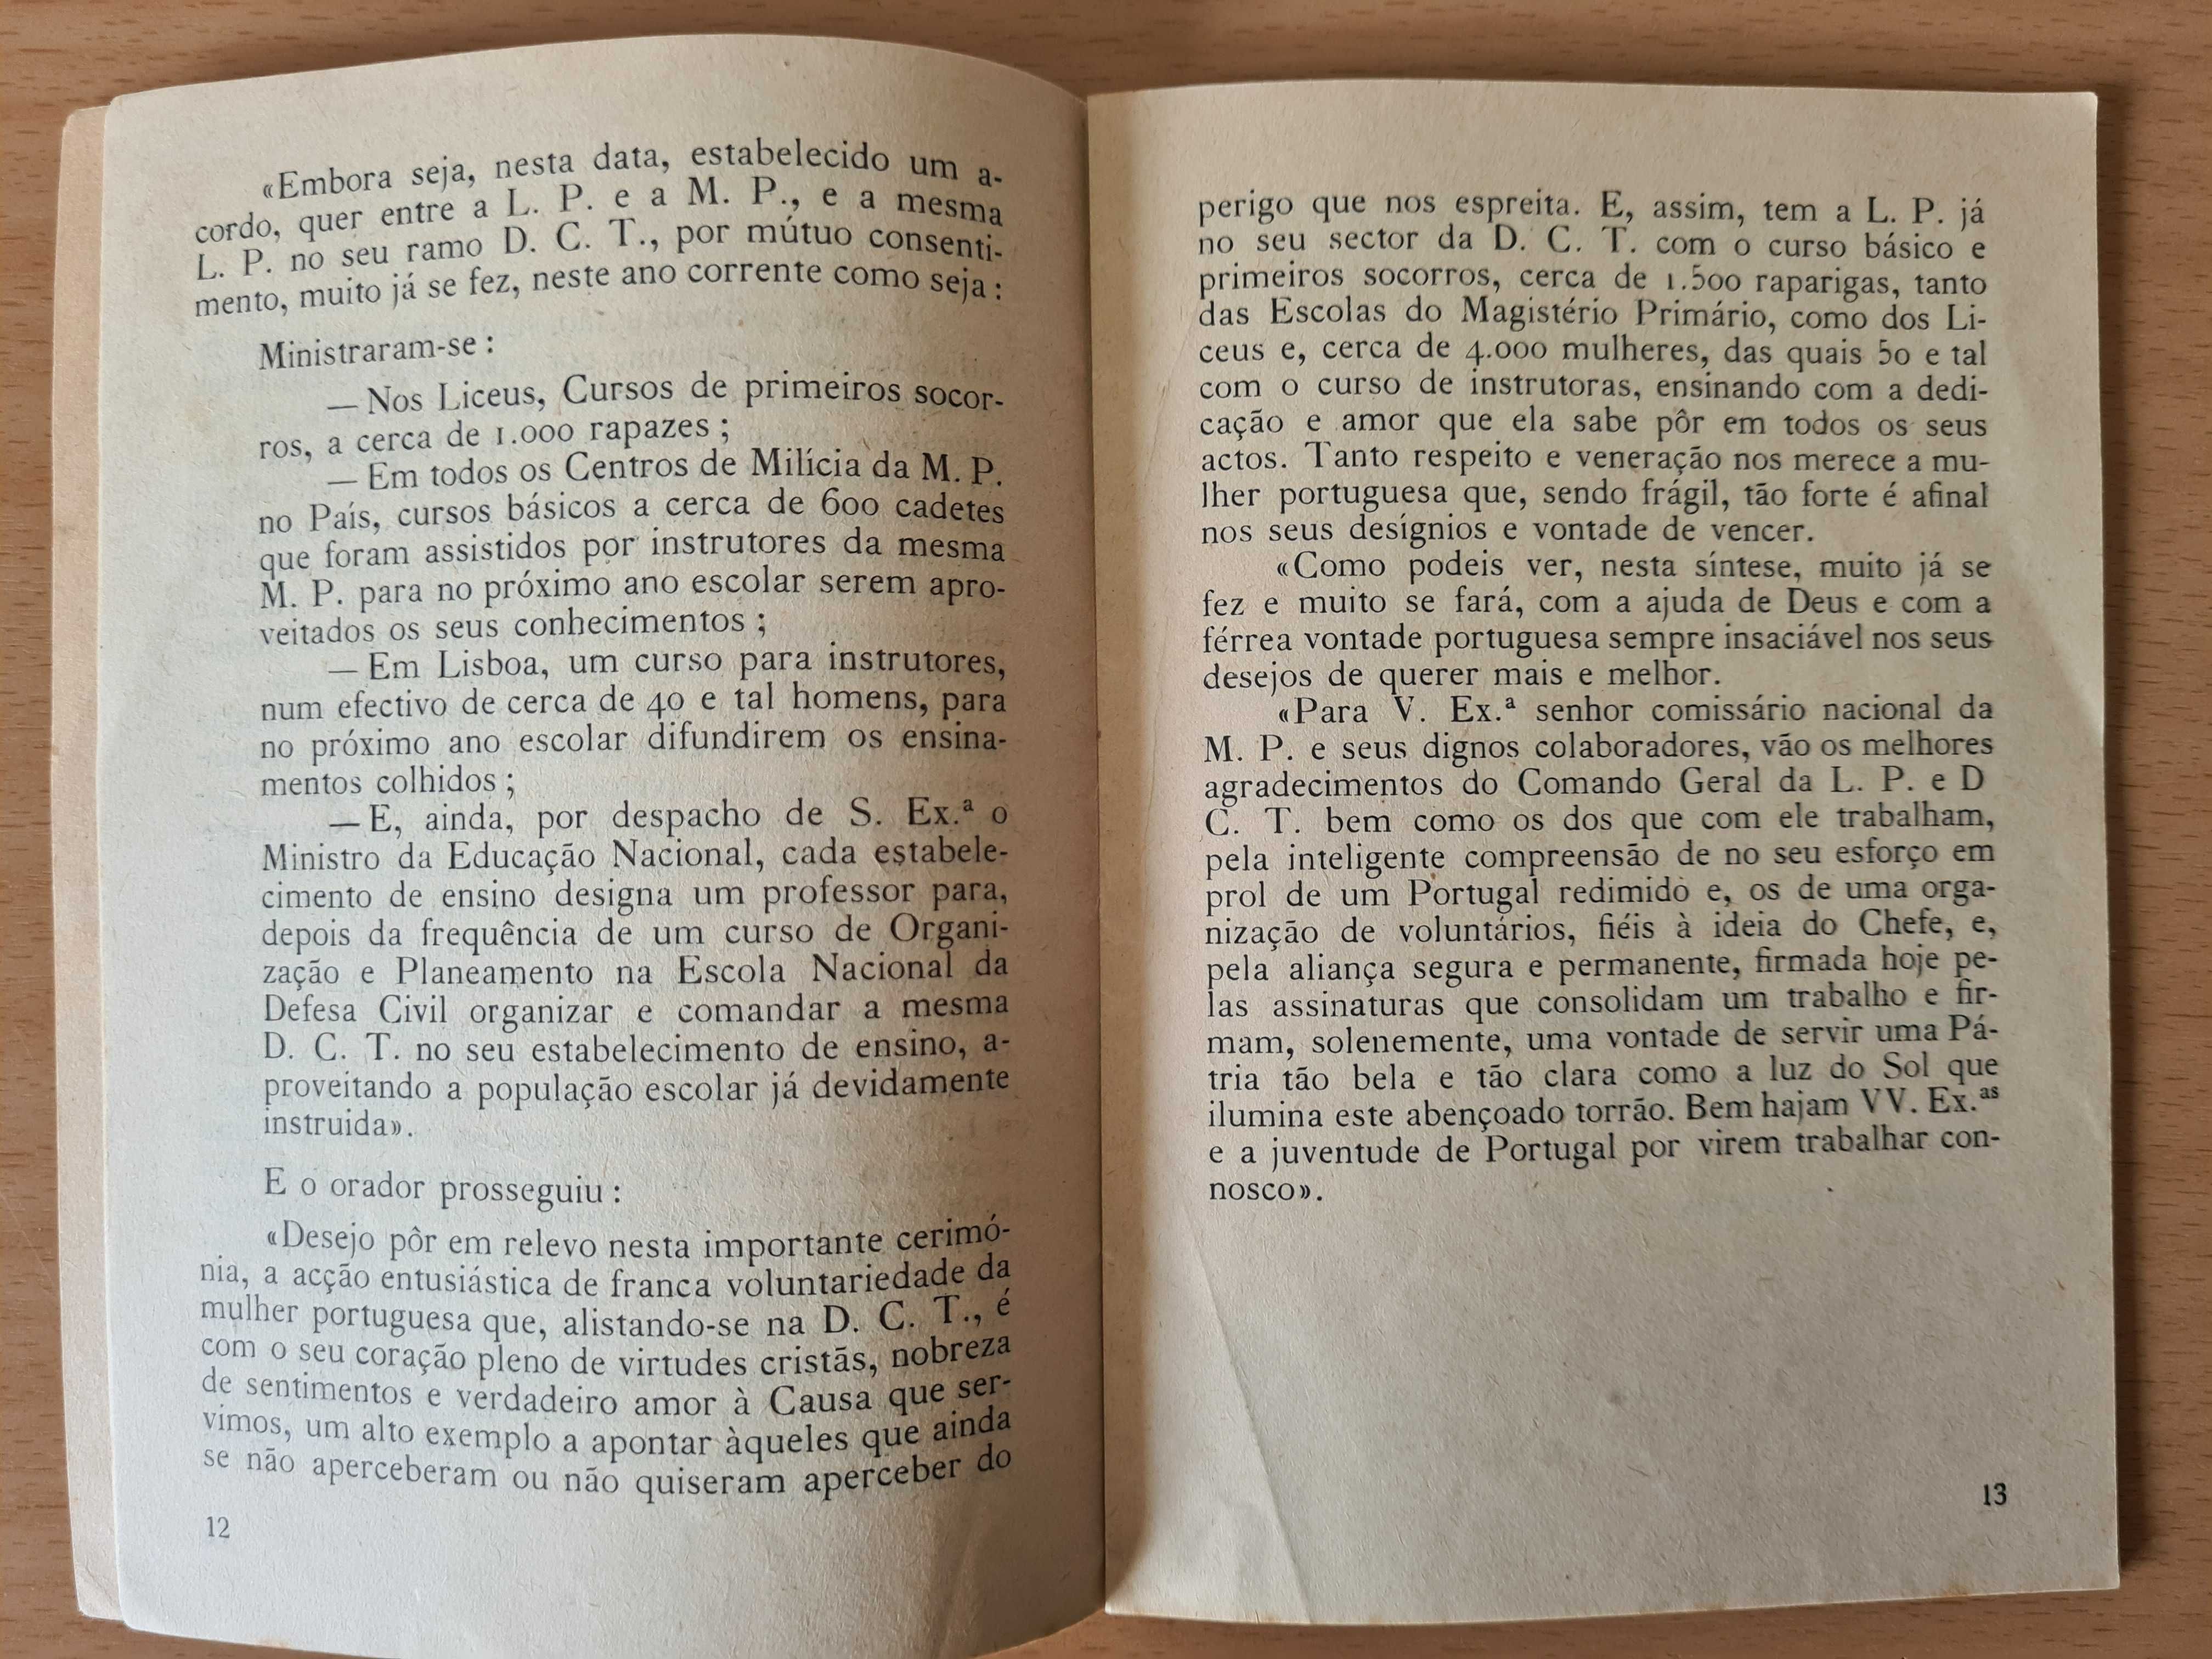 «Embora seja, nesta data, estabelecido um a-
cordo, quer entre a L. P. e a M. P., e a mesma
L. P. no seu ramo D. C. T., por mútuo consenti-
mento, muito já se fez, neste ano corrente como seja :
Ministraram-se :
— Nos Liceus, Cursos de primeiros socor-
ros, a cerca de 1.000 rapazes ;
— Em todos os Centros de Milícia da M. P.
no País, cursos básicos a cerca de 600 cadetes
que foram assistidos por instrutores da mesma
M. P. para no próximo ano escolar serem apro-
veitados os seus conhecimentos ;
— Em Lisboa, um curso para instrutores,
num efectivo de cerca de 40 e tal homens, para
no próximo ano escolar difundirem os ensina-
mentos colhidos ;
— E, ainda, por despacho de S. Ex.ª o
Ministro da Educação Nacional, cada estabele-
cimento de ensino designa um professor para,
depois da frequência de um curso de Organi-
zação e Planeamento na Escola Nacional da
Defesa Civil organizar e comandar a mesma
D. C. T. no seu estabelecimento de ensino, a-
proveitando a população escolar já devidamente
instruida».
E o orador prosseguiu :
«Desejo pôr em relevo nesta importante cerimó-
nia, a acção entusiástica de franca voluntariedade da
mulher portuguesa que, alistando-se na D. C. T., é
com o seu coração pleno de virtudes cristãs, nobreza
de sentimentos e verdadeiro amor à Causa que ser-
vimos, um alto exemplo a apontar àqueles que ainda
se não aperceberam ou não quiseram aperceber do
12
perigo que nos espreita. E, assim, tem a L. P. já
no seu sector da D. C. T. com o curso básico e
primeiros socorros, cerca de 1.500 raparigas, tanto
das Escolas do Magistério Primário, como dos Li-
ceus e, cerca de 4.000 mulheres, das quais 50 e tal
com o curso de instrutoras, ensinando com a dedi-
cação e amor que ela sabe pôr em todos os seus
actos. Tanto respeito e veneração nos merece a mu-
lher portuguesa que, sendo frágil, tão forte é afinal
nos seus desígnios e vontade de vencer.
«Como podeis ver, nesta síntese, muito já se
fez e muito se fará, com a ajuda de Deus e com a
férrea vontade portuguesa sempre insaciável nos seus
desejos de querer mais e melhor.
«Para V. Ex.ª senhor comissário nacional da
M. P. e seus dignos colaboradores, vão os melhores
agradecimentos do Comando Geral da L. P. e D
C. T. bem como os dos que com ele trabalham,
pela inteligente compreensão de no seu esforço em
prol de um Portugal redimido e, os de uma orga-
nização de voluntários, fiéis à ideia do Chefe, e,
pela aliança segura e permanente, firmada hoje pe-
las assinaturas que consolidam um trabalho e fir-
mam, solenemente, uma vontade de servir uma Pá-
tria tão bela e tão clara como a luz do Sol que
ilumina este abençoado torrão. Bem hajam VV. Ex.as
e a juventude de Portugal por virem trabalhar con-
nosco».
13